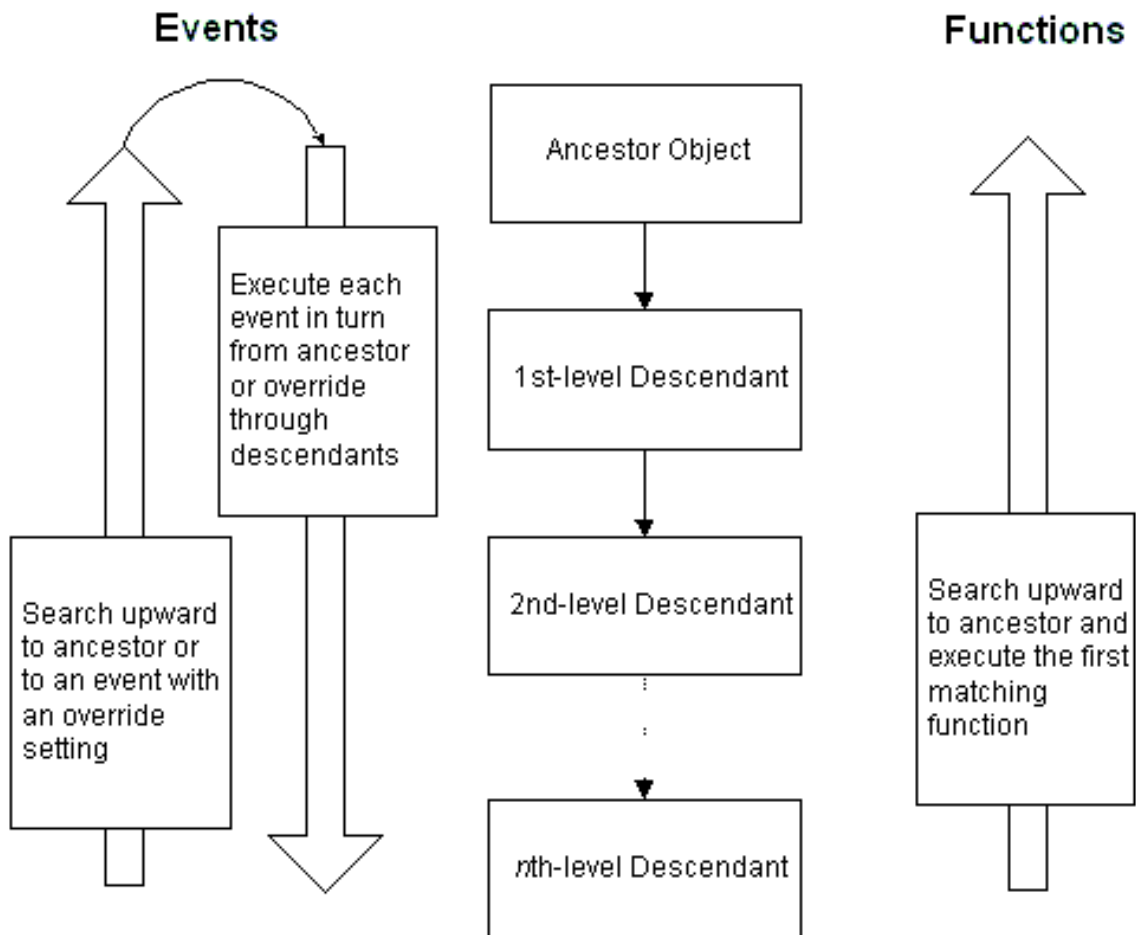 Events
Functions
Ancestor Object
Execute each
event in turn
from ancestor
or override
through
descendants
1st-level Descendant
2nd-level Descendant
Search upward
to ancestor or
to an event with
an override
setting
Search upward
to ancestor and
execute the first
matching
function
nth-level Descendant